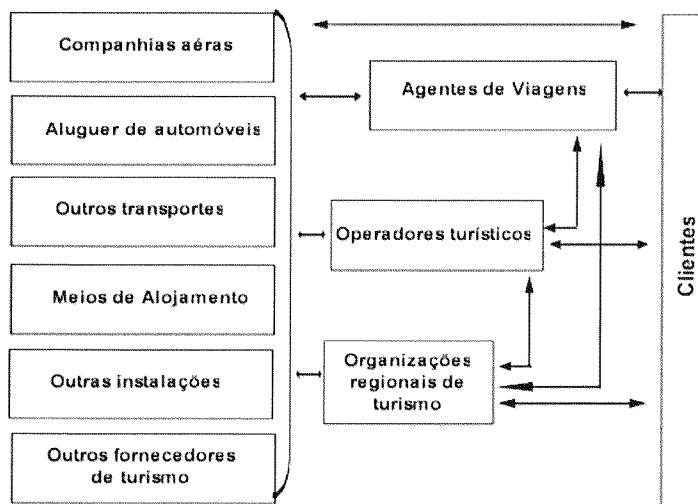 Companhias aéras
Aluguer de automóveis
Outros transportes
Meios de Alojamento
Outras instalações
Outros fornecedores
de turismo
Agentes de Viagens
Operadores turísticos
Organizações
regionais de
turismo
Clientes